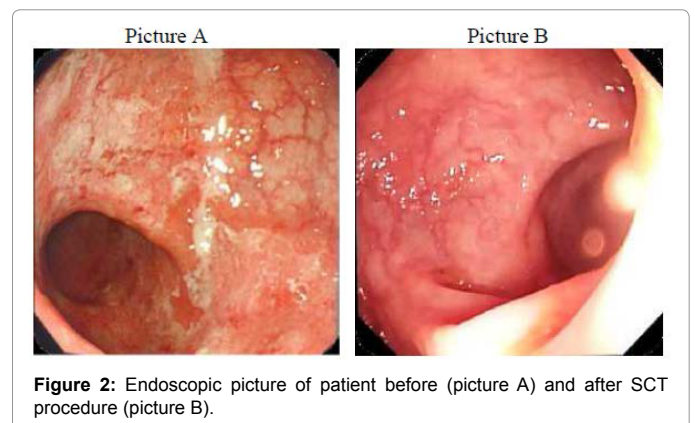 Picture A
Picture B
Figure 2: Endoscopic picture of patient before (picture A) and after SCT
procedure (picture B).